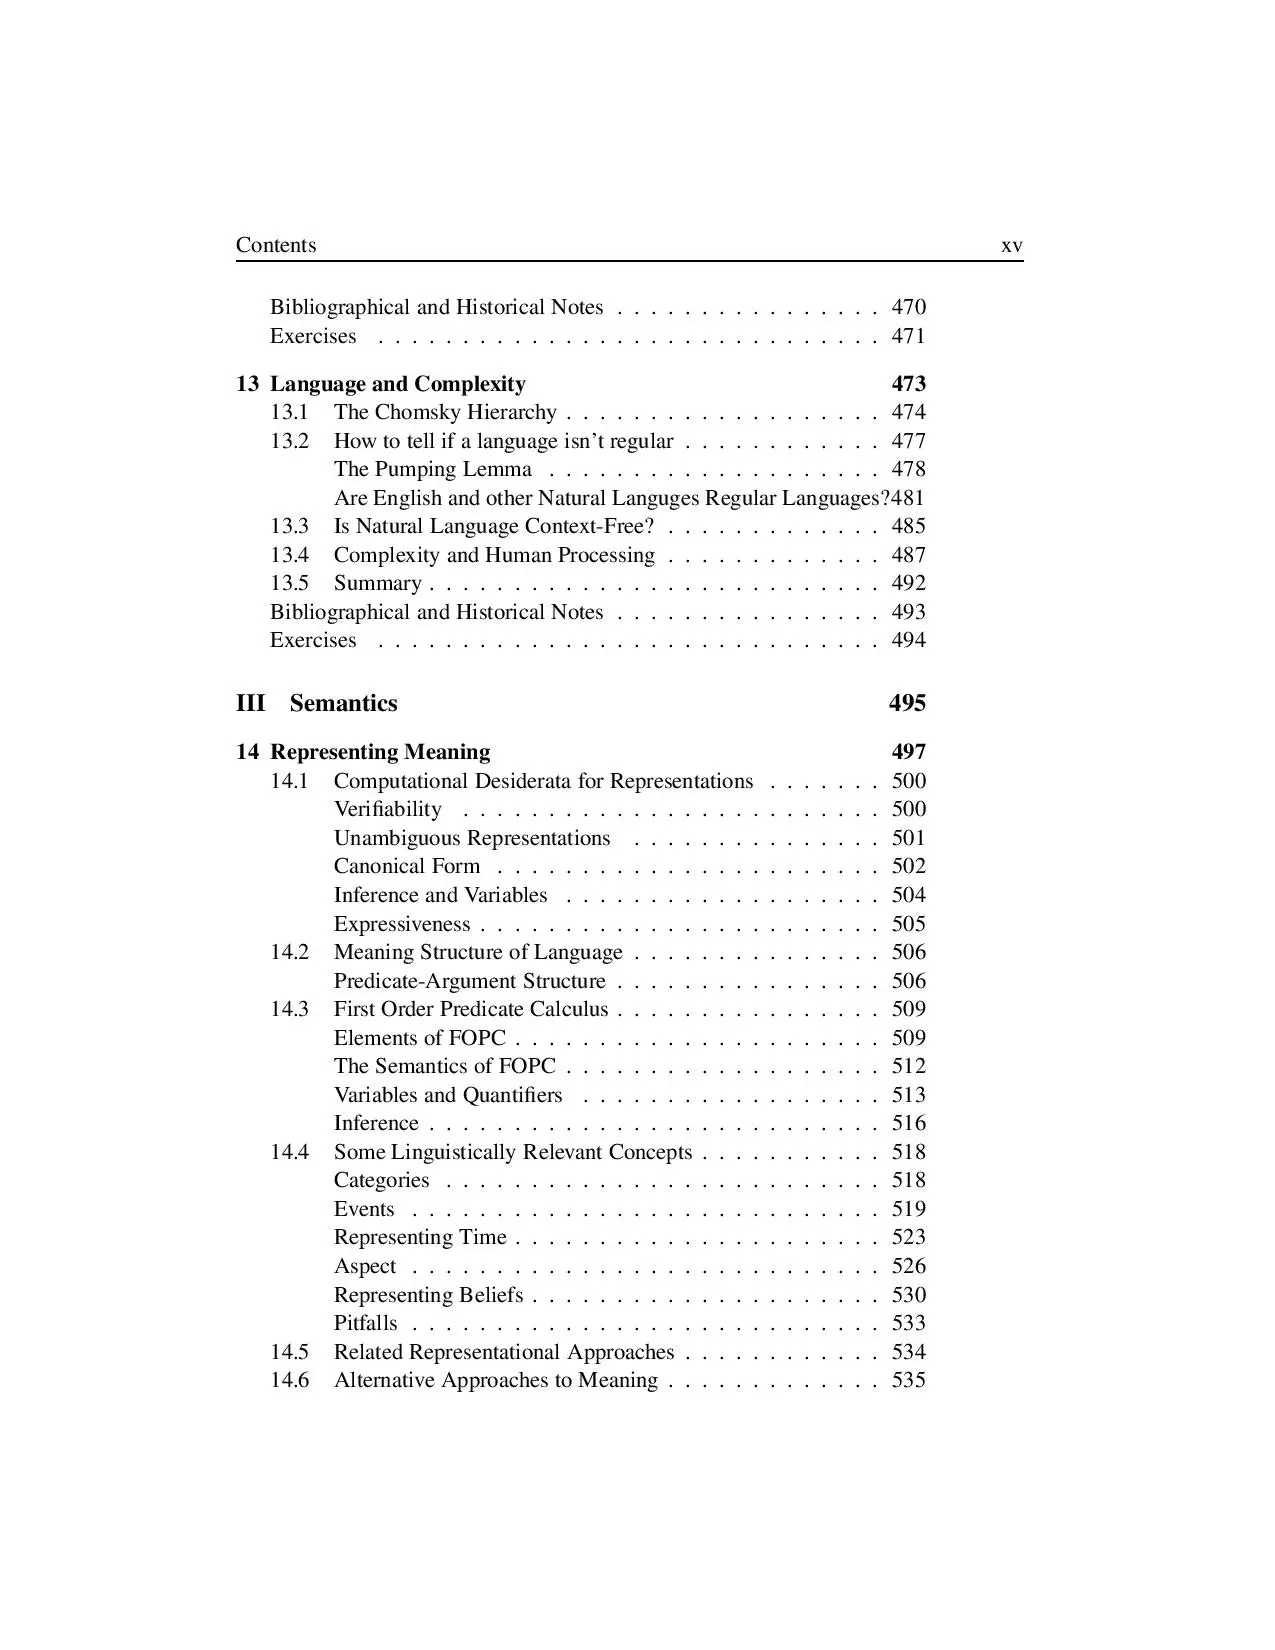 Contents xv
Bibliographical and Historical Notes . . . . . . . . . . . . . . . . 470
Exercises . . . . . . . . . . . . . . . . . . . . . . . . . . . . . . 471
13 Language and Complexity 473
13.1 The Chomsky Hierarchy . . . . . . . . . . . . . . . . . . . 474
13.2 How to tell if a language isn’t regular . . . . . . . . . . . . 477
The Pumping Lemma . . . . . . . . . . . . . . . . . . . . 478
Are English and other Natural Languges Regular Languages?481
13.3 Is Natural Language Context-Free? . . . . . . . . . . . . . 485
13.4 Complexity and Human Processing . . . . . . . . . . . . . 487
13.5 Summary . . . . . . . . . . . . . . . . . . . . . . . . . . . 492
Bibliographical and Historical Notes . . . . . . . . . . . . . . . . 493
Exercises . . . . . . . . . . . . . . . . . . . . . . . . . . . . . . 494
III Semantics 495
14 Representing Meaning 497
14.1 Computational Desiderata for Representations . . . . . . . 500
Verifiability . . . . . . . . . . . . . . . . . . . . . . . . . 500
Unambiguous Representations . . . . . . . . . . . . . . . 501
Canonical Form . . . . . . . . . . . . . . . . . . . . . . . 502
Inference and Variables . . . . . . . . . . . . . . . . . . . 504
Expressiveness . . . . . . . . . . . . . . . . . . . . . . . . 505
14.2 Meaning Structure of Language . . . . . . . . . . . . . . . 506
Predicate-Argument Structure . . . . . . . . . . . . . . . . 506
14.3 First Order Predicate Calculus . . . . . . . . . . . . . . . . 509
Elements of FOPC . . . . . . . . . . . . . . . . . . . . . . 509
The Semantics of FOPC . . . . . . . . . . . . . . . . . . . 512
Variables and Quantifiers . . . . . . . . . . . . . . . . . . 513
Inference . . . . . . . . . . . . . . . . . . . . . . . . . . . 516
14.4 Some Linguistically Relevant Concepts . . . . . . . . . . . 518
Categories . . . . . . . . . . . . . . . . . . . . . . . . . . 518
Events . . . . . . . . . . . . . . . . . . . . . . . . . . . . 519
Representing Time . . . . . . . . . . . . . . . . . . . . . . 523
Aspect . . . . . . . . . . . . . . . . . . . . . . . . . . . . 526
Representing Beliefs . . . . . . . . . . . . . . . . . . . . . 530
Pitfalls . . . . . . . . . . . . . . . . . . . . . . . . . . . . 533
14.5 Related Representational Approaches . . . . . . . . . . . . 534
14.6 Alternative Approaches to Meaning . . . . . . . . . . . . . 535